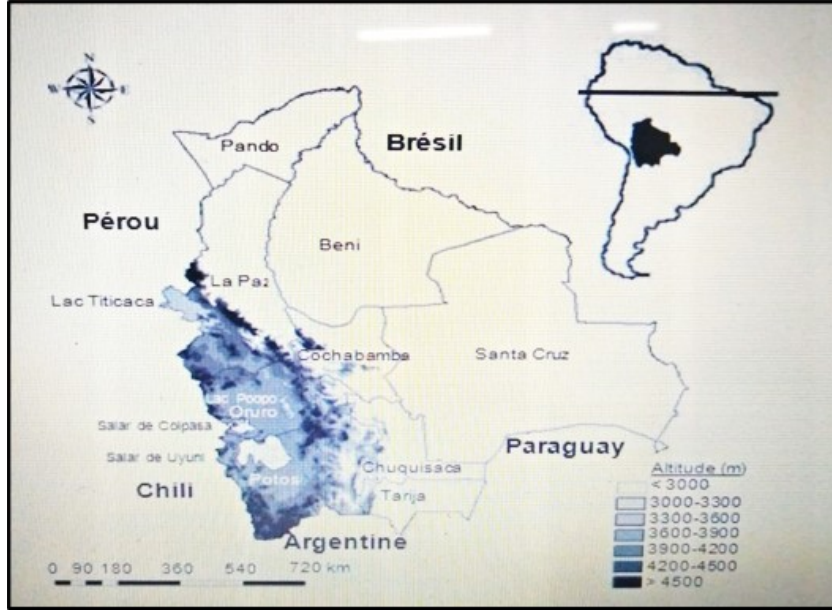 N
W E
S
Pando
Brésil
Pérou
Beni
La Paz
Lac Titicaca
Cochabamba
Santa Cruz
Lac Poopo
Oruro
Salar de Coipasa
Salar de Uyuni
Potos
Chili
Chuquisaca
Tarija
Paraguay
Argentine
Altitude (m)
< 3000
3000-3300
3300-3600
3600-3900
3900-4200
4200-4500
> 4500
0 90 180 360 540 720 km